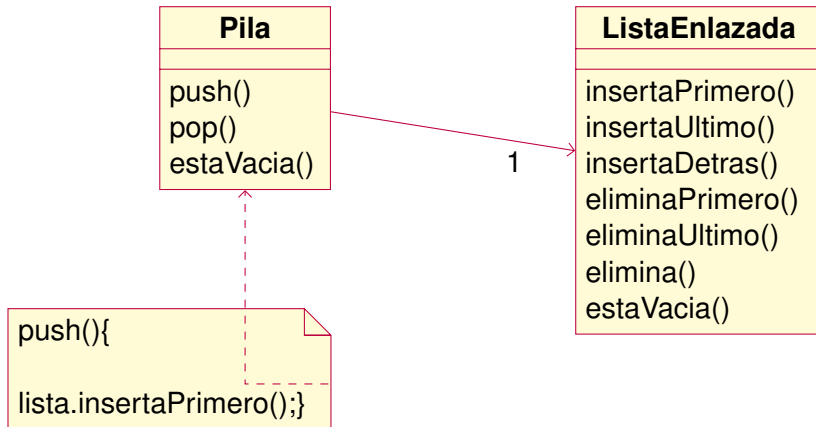 Pila
push()
pop()
estaVacia()
ListaEnlazada
insertaPrimero()
insertaUltimo()
insertaDetras()
eliminaPrimero()
eliminaUltimo()
elimina()
estaVacia()
1
push(){
lista.insertaPrimero();}